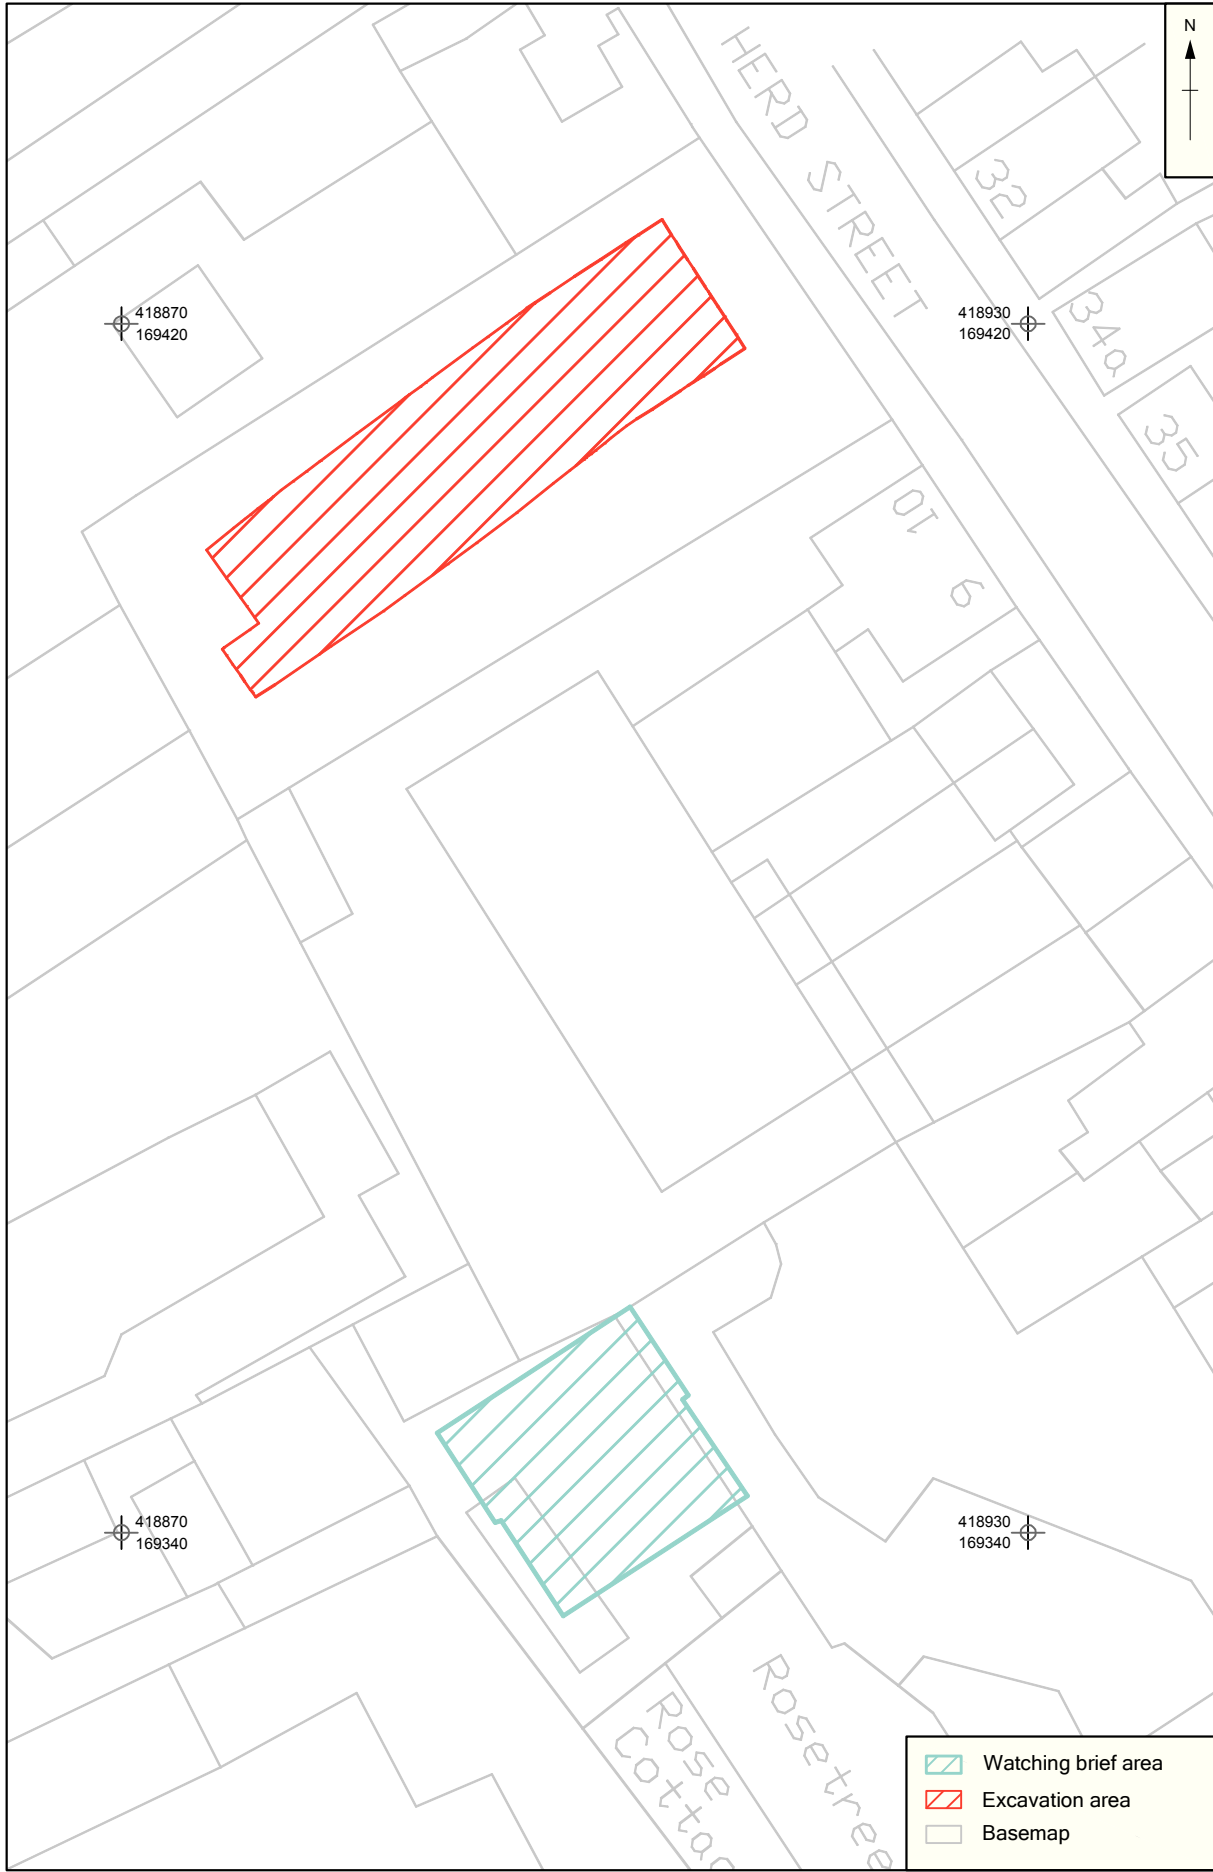 N
HERD STREET
32
418870
169420
418930
169420
34a
35
10
9
418870
169340
418930
169340
Rose
Cottag
Rosetree
Watching brief area
Excavation area
Basemap